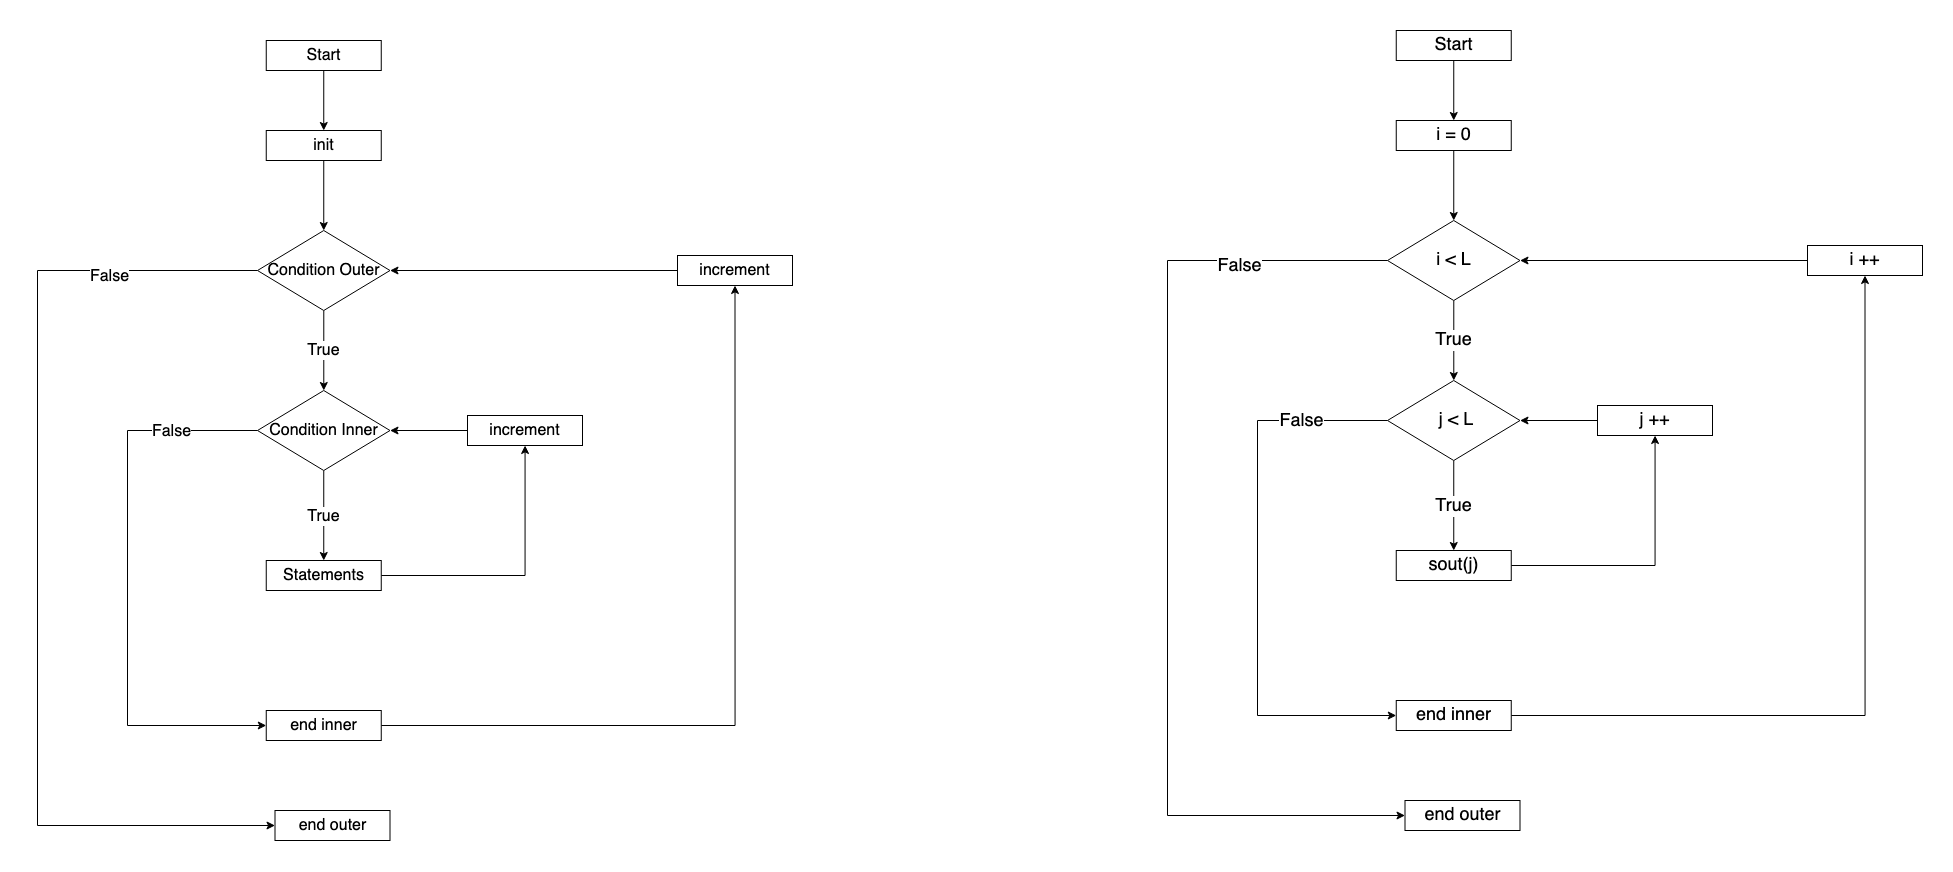 Start
init
Condition Outer
increment
False
True
Condition Inner
increment
False
True
Statements
end inner
end outer
Start
i = 0
i < L
i ++
False
True
j < L
j ++
False
True
sout(j)
end inner
end outer